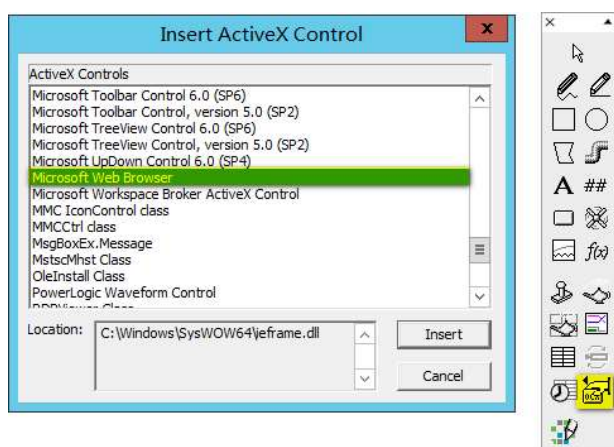 Insert ActiveX Control
x
ActiveX Controls
Microsoft Toolbar Control 6.0 (SP6)
Microsoft Toolbar Control, version 5.0 (SP2)
Microsoft TreeView Control 6.0 (SP6)
Microsoft TreeView Control, version 5.0 (SP2)
Microsoft UpDown Control 6.0 (SP4)
Microsoft Web Browser
Microsoft Workspace Broker ActiveX Control
MMC IconControl class
MMCCtrl class
MsgBoxEx.Message
MstscMhst Class
OleInstall Class
PowerLogic Waveform Control
Location:
C:\Windows\SysWOW64\ieframe.dll
Insert
Cancel
A
##
f(x)
OCX